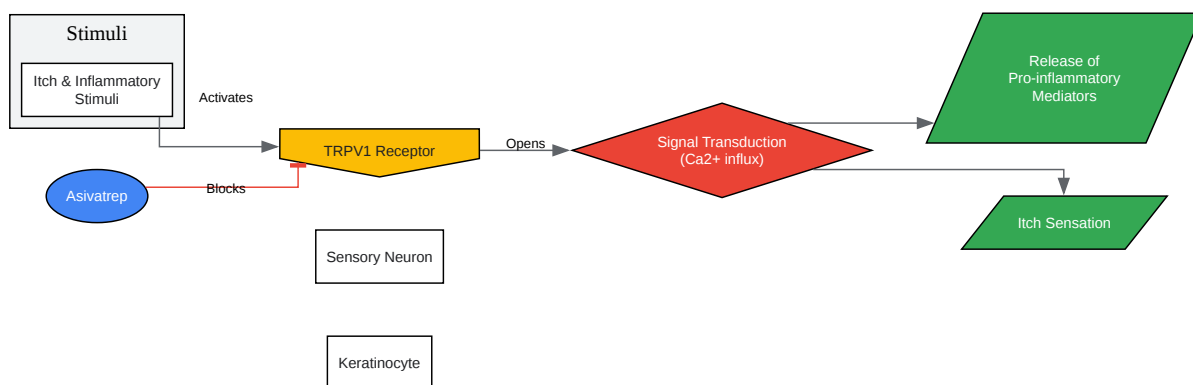 Stimuli
Itch & Inflammatory
Stimuli
Activates
TRPV1 Receptor
Asivatrep
Blocks
Opens
Signal Transduction
(Ca2+ influx)
Release of
Pro-inflammatory
Mediators
Itch Sensation
Sensory Neuron
Keratinocyte